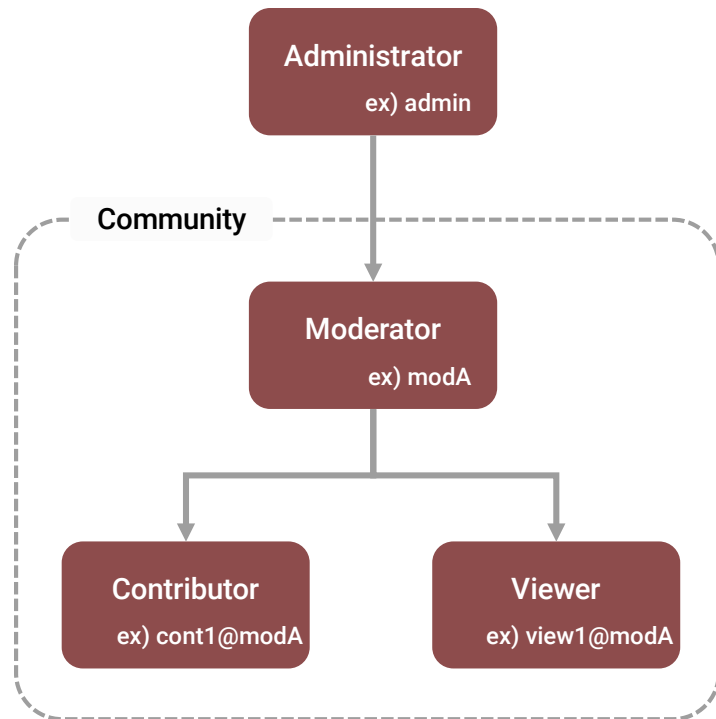 Administrator
ex) admin
Community
Moderator
ex) modA
Contributor
ex) cont1@modA
Viewer
ex) view1@modA